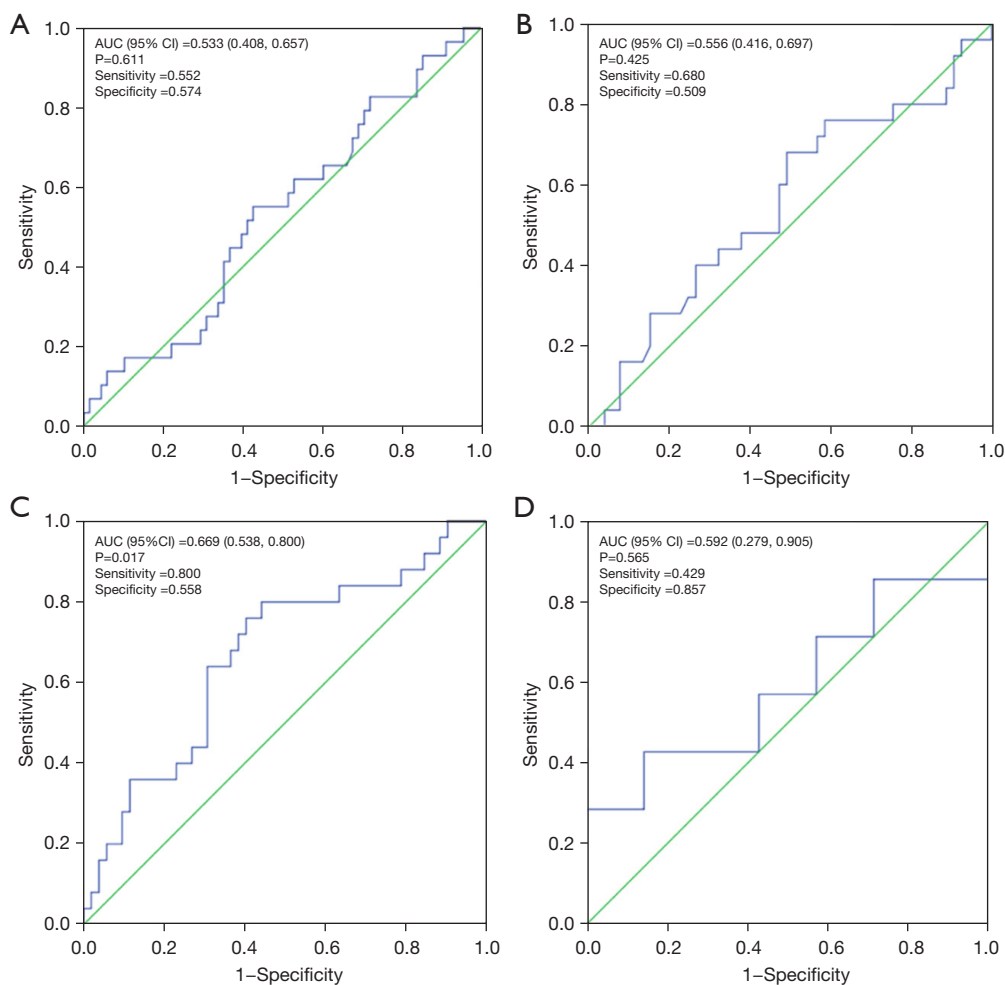 A
AUC (95% CI) =0.533 (0.408, 0.657)
P=0.611
Sensitivity =0.552
Specificity =0.574
1.0
0.8
0.6
0.4
0.2
0.0
Sensitivity
0.0 0.2 0.4 0.6 0.8 1.0
1−Specificity
B
AUC (95% CI) =0.556 (0.416, 0.697)
P=0.425
Sensitivity =0.680
Specificity =0.509
1.0
0.8
0.6
0.4
0.2
0.0
Sensitivity
0.0 0.2 0.4 0.6 0.8 1.0
1−Specificity
C
AUC (95%CI) =0.669 (0.538, 0.800)
P=0.017
Sensitivity =0.800
Specificity =0.558
1.0
0.8
0.6
0.4
0.2
0.0
Sensitivity
0.0 0.2 0.4 0.6 0.8 1.0
1−Specificity
D
AUC (95% CI) =0.592 (0.279, 0.905)
P=0.565
Sensitivity =0.429
Specificity =0.857
1.0
0.8
0.6
0.4
0.2
0.0
Sensitivity
0.0 0.2 0.4 0.6 0.8 1.0
1−Specificity